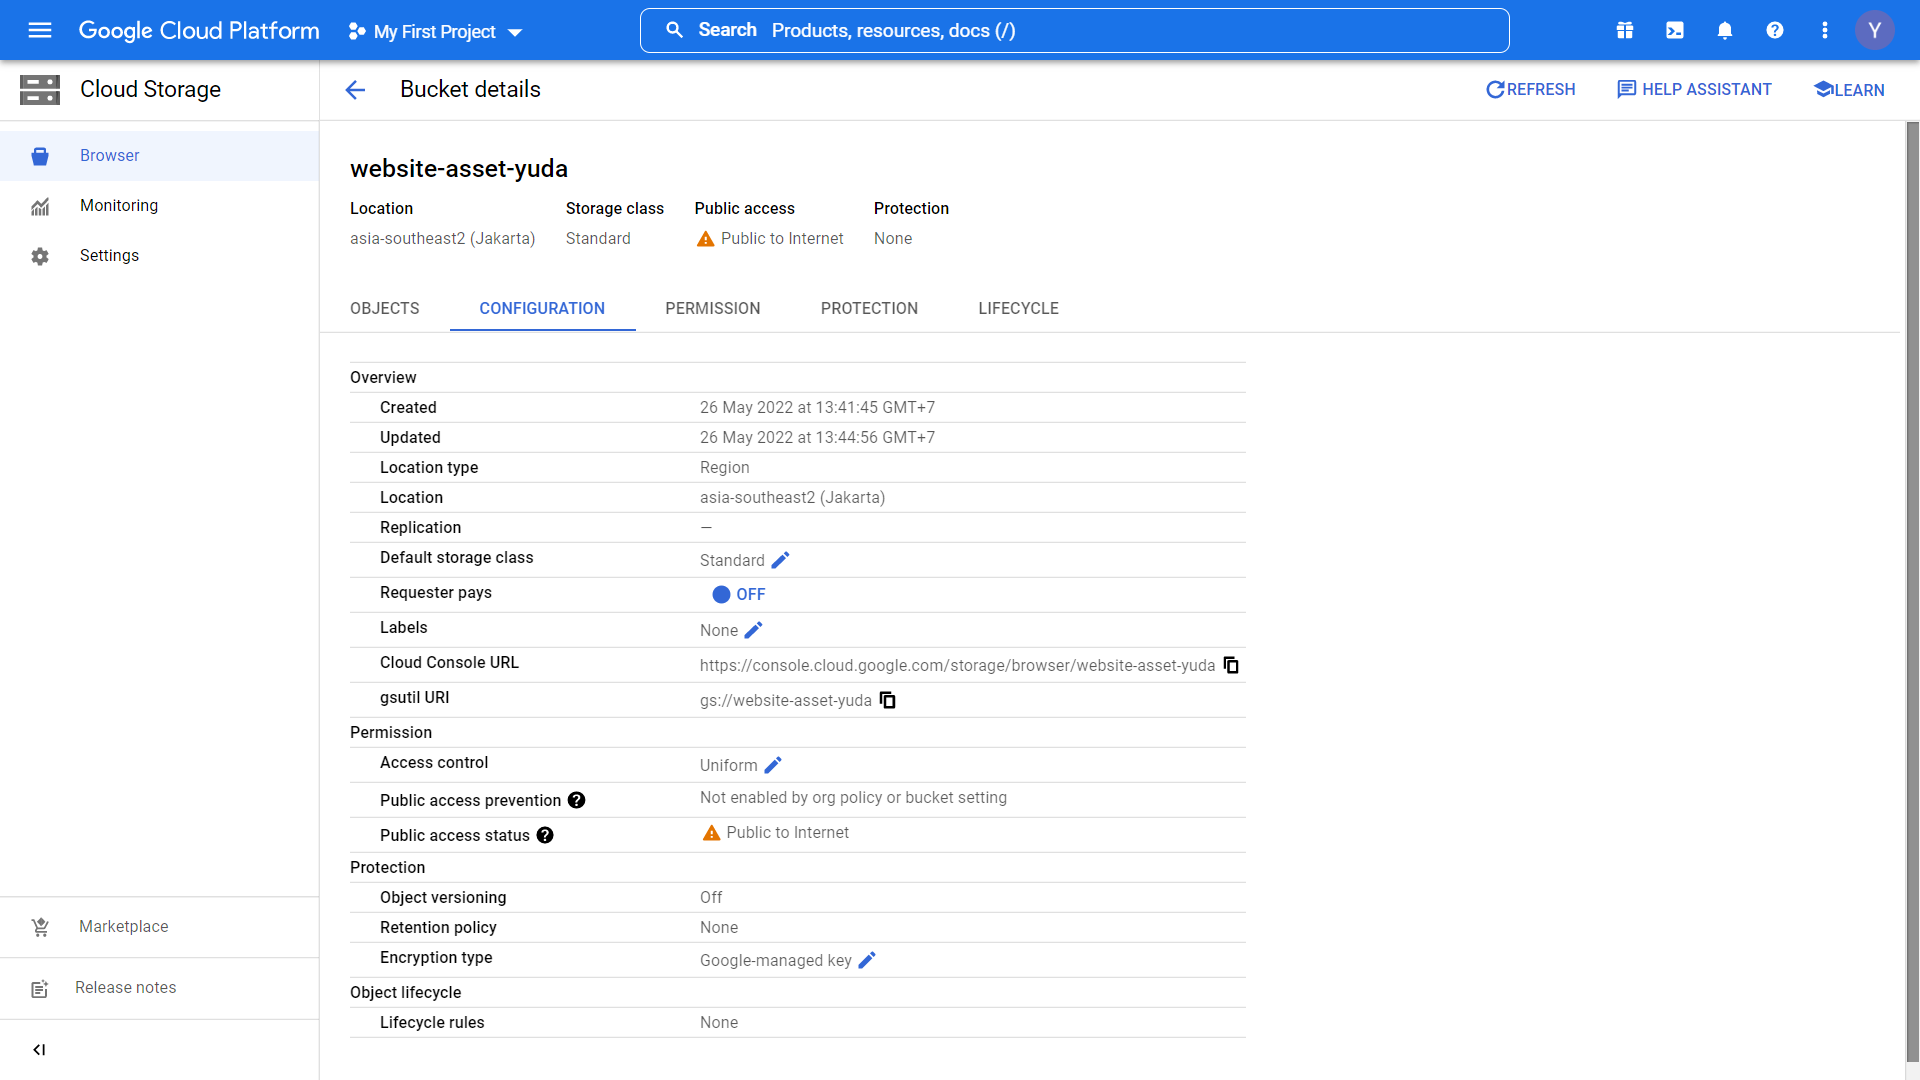 Google Cloud Platform
My First Project
Search Products, resources, docs (/)
Y
Cloud Storage
Bucket details
REFRESH
HELP ASSISTANT
LEARN
Browser
Monitoring
Settings
website-asset-yuda
Location Storage class Public access Protection
asia-southeast2 (Jakarta) Standard Public to Internet None
OBJECTS CONFIGURATION PERMISSION PROTECTION LIFECYCLE
Overview
Created 26 May 2022 at 13:41:45 GMT+7
Updated 26 May 2022 at 13:44:56 GMT+7
Location type Region
Location asia-southeast2 (Jakarta)
Replication —
Default storage class Standard
Requester pays OFF
Labels None
Cloud Console URL https://console.cloud.google.com/storage/browser/website-asset-yuda
gsutil URI gs://website-asset-yuda
Permission
Access control Uniform
Public access prevention Not enabled by org policy or bucket setting
Public access status Public to Internet
Protection
Object versioning Off
Retention policy None
Encryption type Google-managed key
Object lifecycle
Lifecycle rules None
Marketplace
Release notes